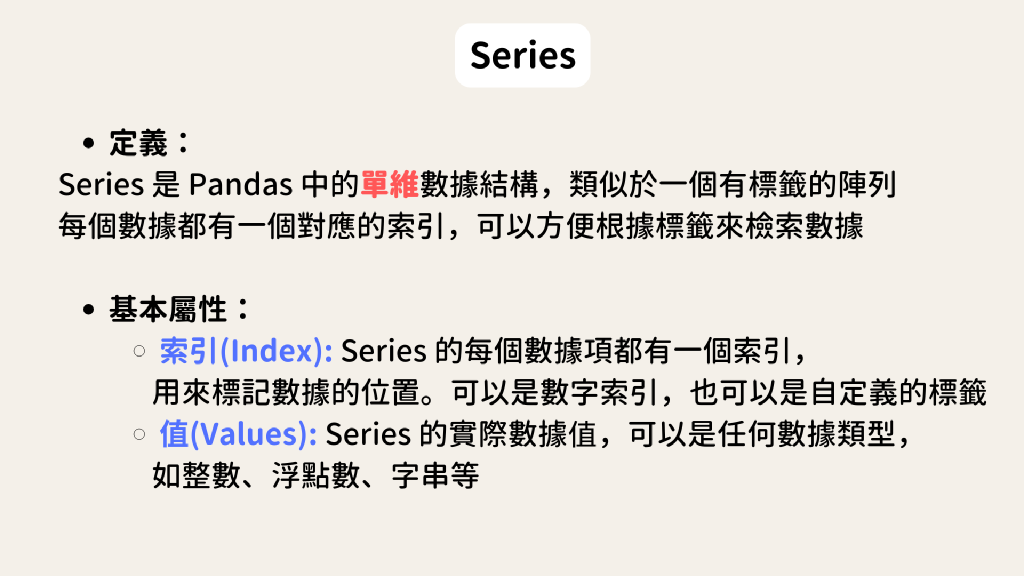 Series
• 定義：
Series 是 Pandas 中的單維數據結構，類似於一個有標籤的陣列
每個數據都有一個對應的索引，可以方便根據標籤來檢索數據
• 基本屬性：
○ 索引(Index): Series 的每個數據項都有一個索引，
用來標記數據的位置。可以是數字索引，也可以是自定義的標籤
○ 值(Values): Series 的實際數據值，可以是任何數據類型，
如整數、浮點數、字串等